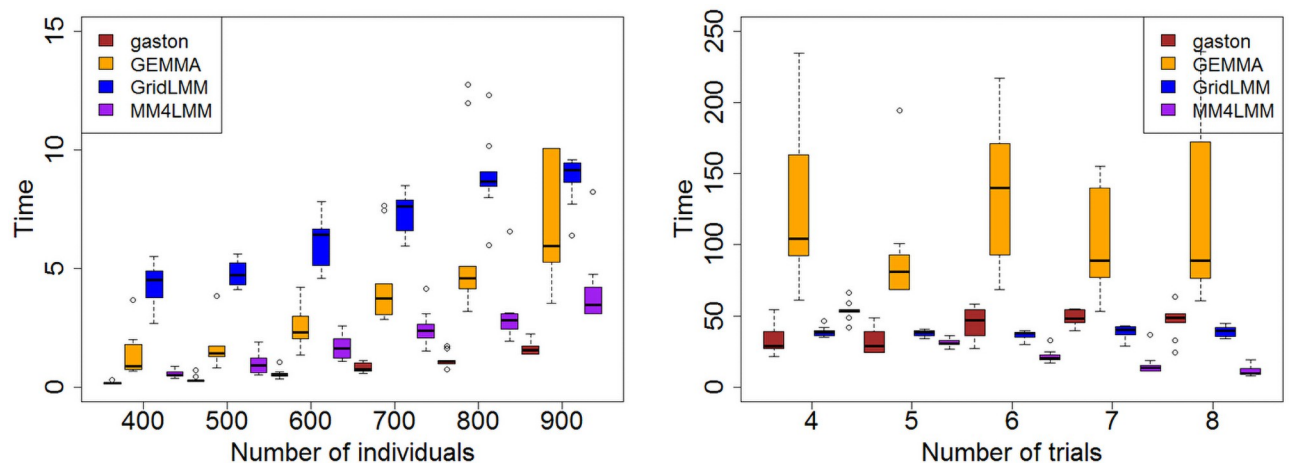 15
10
5
0
Time
gaston
GEMMA
GridLMM
MM4LMM
400 500 600 700 800 900
Number of individuals
250
200
150
100
50
0
Time
gaston
GEMMA
GridLMM
MM4LMM
4 5 6 7 8
Number of trials